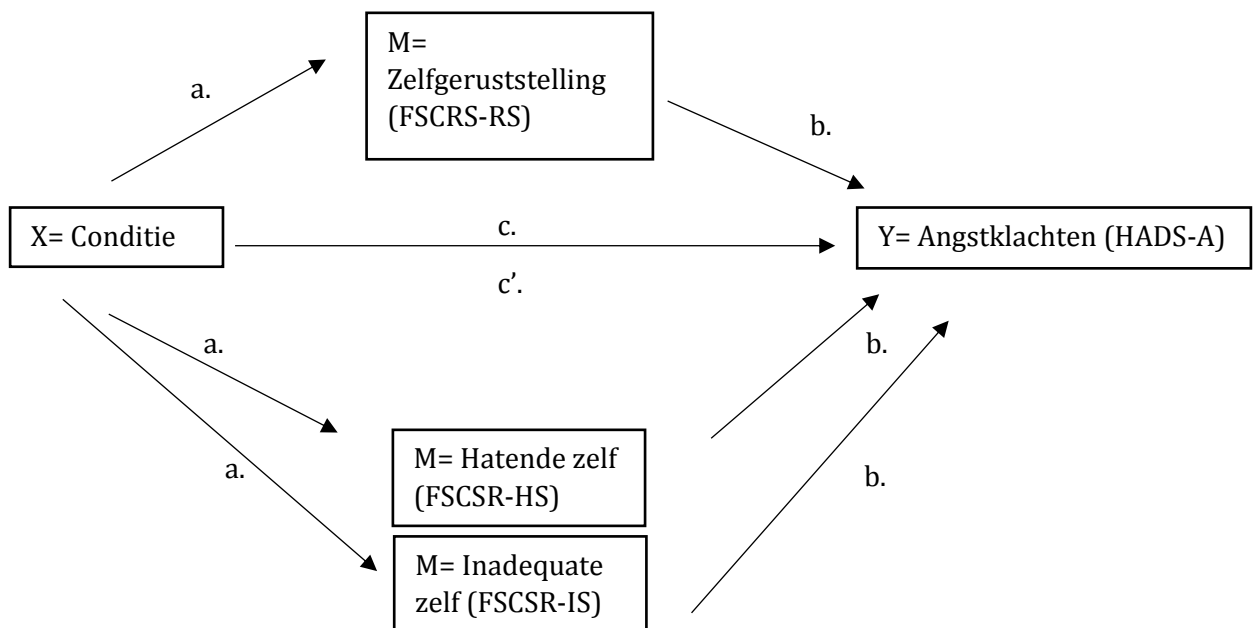 M=
Zelfgeruststelling
(FSCRS-RS)
a.
b.
X= Conditie
c.
Y= Angstklachten (HADS-A)
c’.
a.
b.
M= Hatende zelf
(FSCSR-HS)
a.
b.
M= Inadequate
zelf (FSCSR-IS)